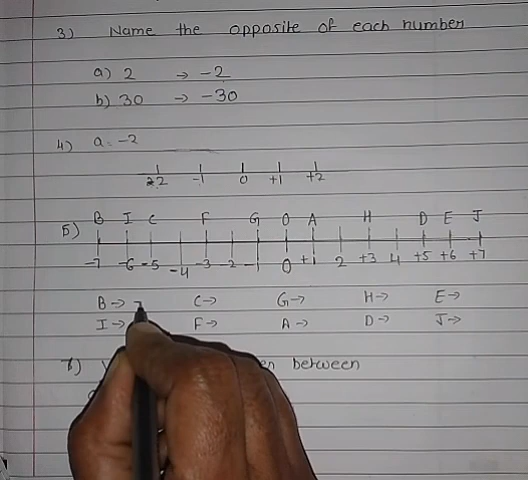 3) Name the opposite of each number
a) 2 → -2
b) 30 → -30
4) a. -2
-2 -1 0 +1 +2
5) B I C F G O A H D E J
-7 -6 -5 -4 -3 -2 -1 0 +1 2 +3 4 +5 +6 +7
B→ C→ G→ H→ E→
I→ F→ A→ D→ J→
7) between